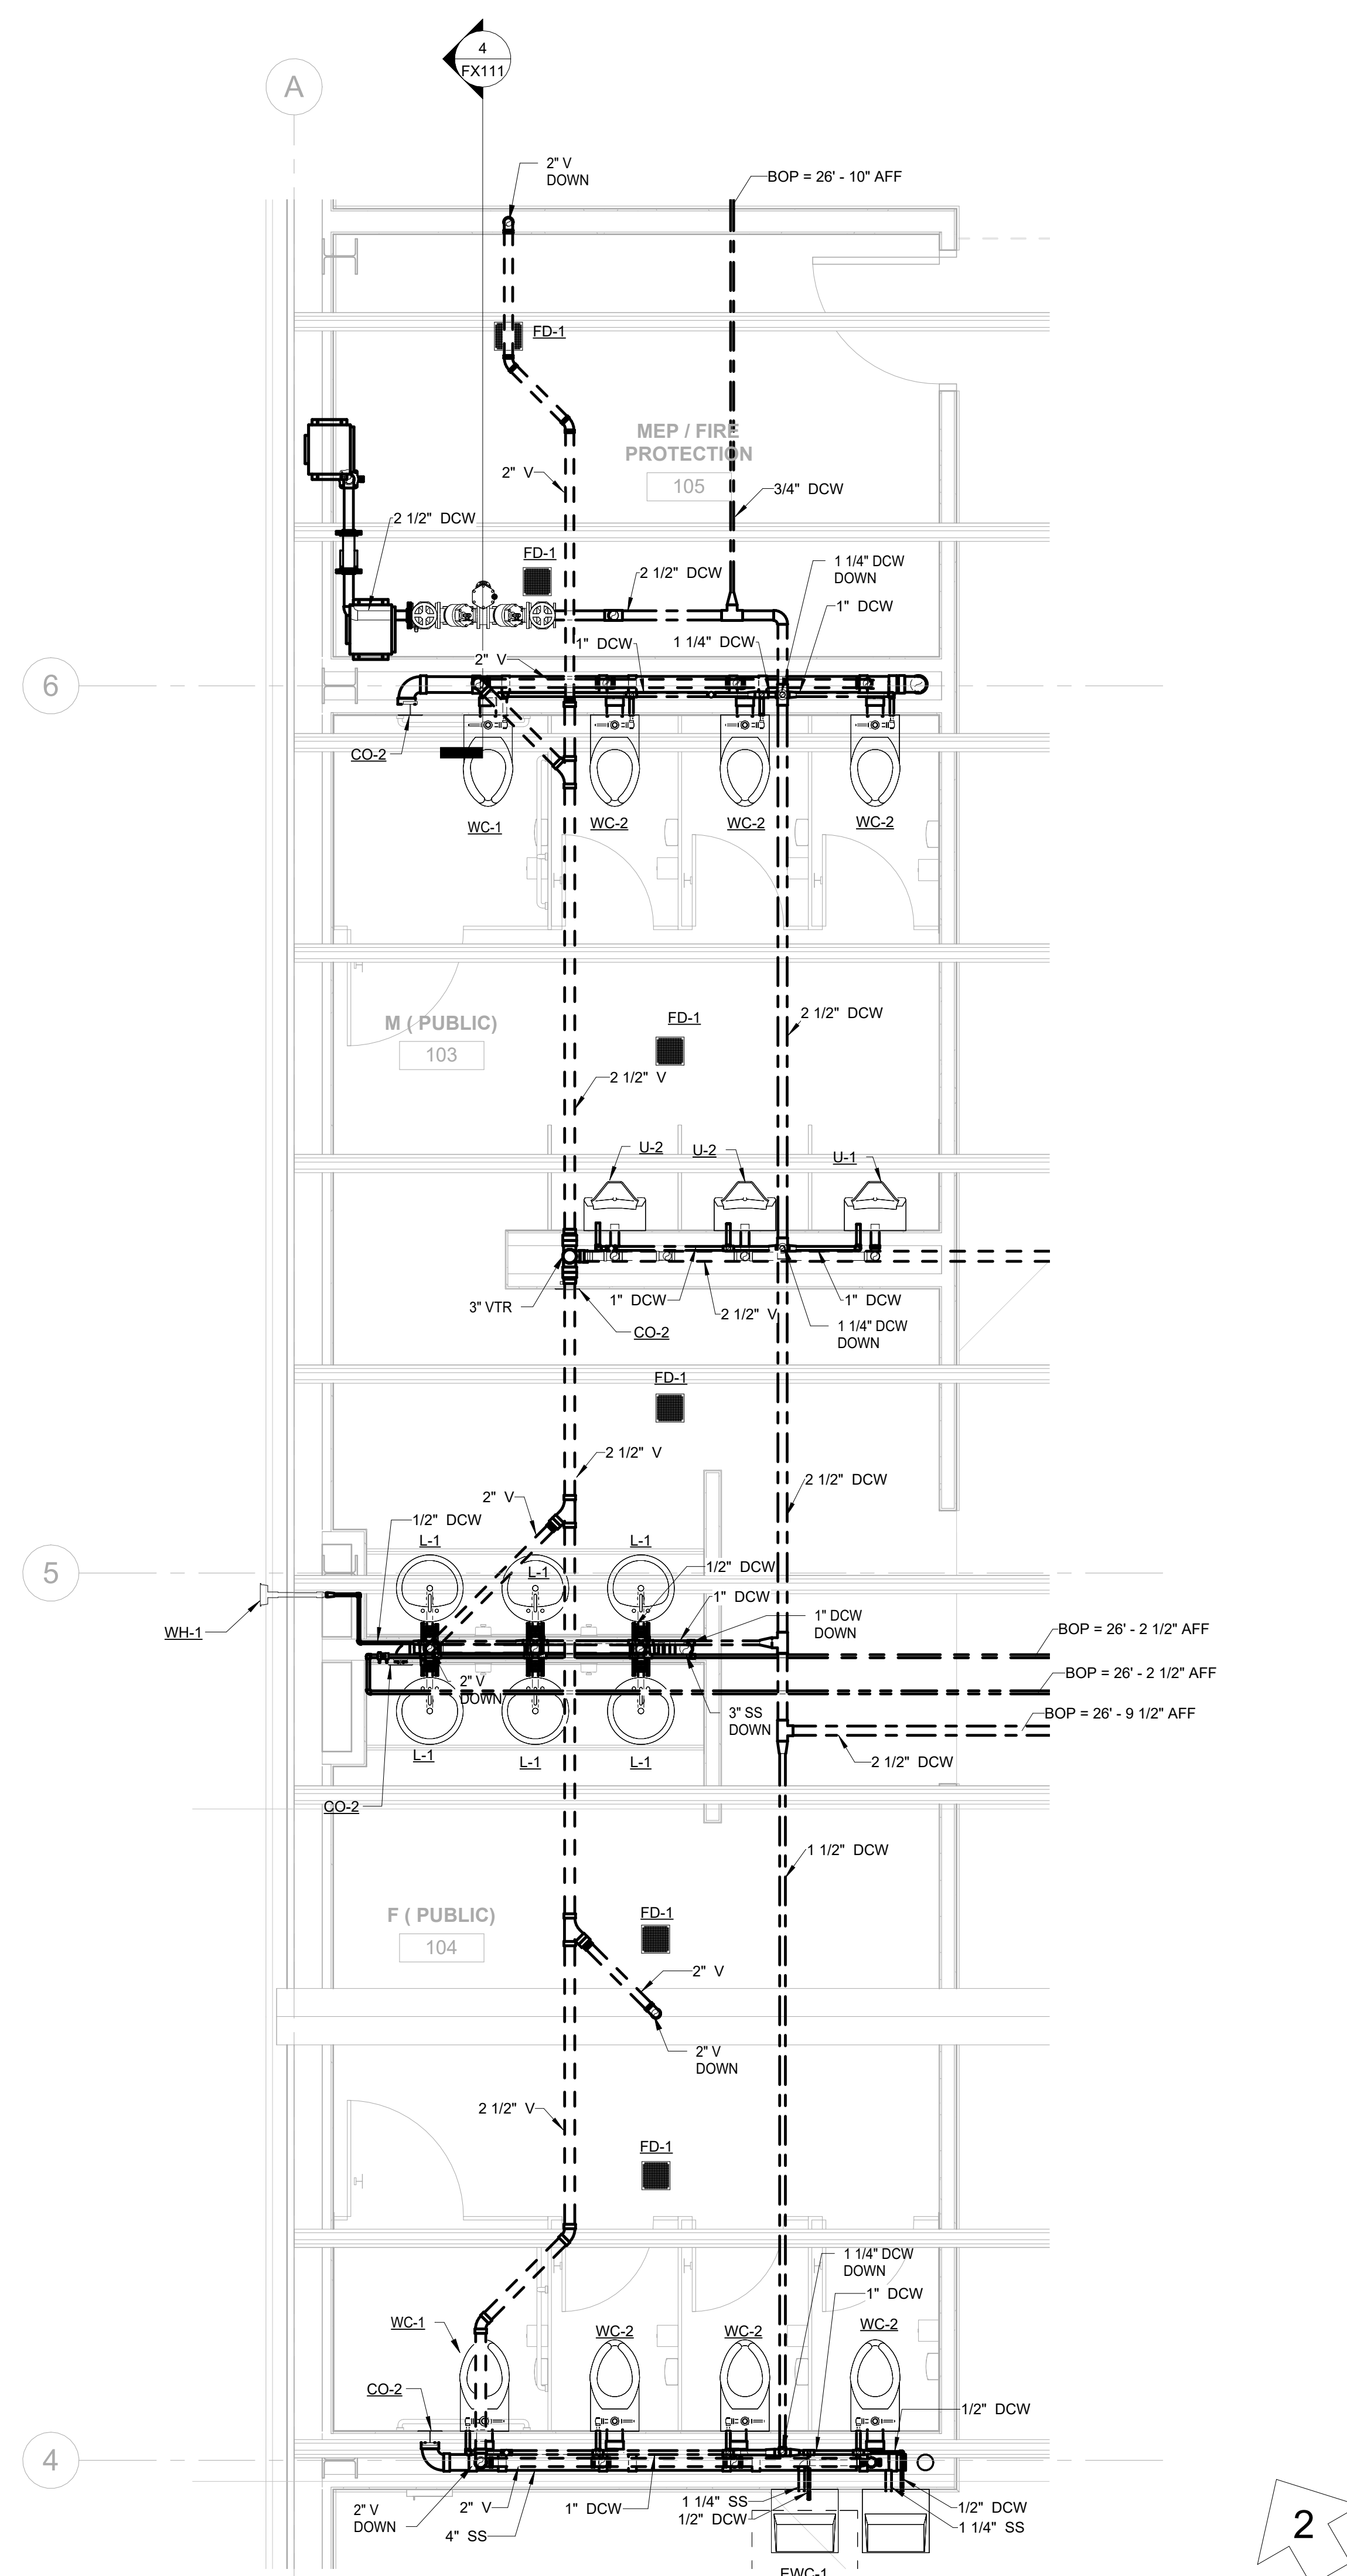 4
FX111
A
2" V
DOWN
BOP = 26' - 10" AFF
FD-1
MEP / FIRE
PROTECTION
105
2" V
3/4" DCW
2 1/2" DCW
FD-1
2 1/2" DCW
1 1/4" DCW
DOWN
1" DCW
1" DCW
1 1/4" DCW
2" V
6
CO-2
WC-1
WC-2
WC-2
WC-2
M ( PUBLIC)
103
FD-1
2 1/2" DCW
2 1/2" V
U-2
U-2
U-1
3" VTR
1" DCW
2 1/2" V
1" DCW
CO-2
1 1/4" DCW
DOWN
FD-1
2 1/2" V
2 1/2" DCW
2" V
1/2" DCW
L-1
L-1
L-1
5
1/2" DCW
1" DCW
1" DCW
DOWN
WH-1
BOP = 26' - 2 1/2" AFF
BOP = 26' - 2 1/2" AFF
2" V
DOWN
3" SS
DOWN
BOP = 26' - 9 1/2" AFF
L-1
L-1
L-1
2 1/2" DCW
CO-2
1 1/2" DCW
F ( PUBLIC)
104
FD-1
2" V
2" V
DOWN
2 1/2" V
FD-1
1 1/4" DCW
DOWN
1" DCW
WC-1
WC-2
WC-2
WC-2
CO-2
1/2" DCW
4
2" V
DOWN
2" V
4" SS
1" DCW
1 1/4" SS
1/2" DCW
1/2" DCW
1 1/4" SS
2
EWC-1